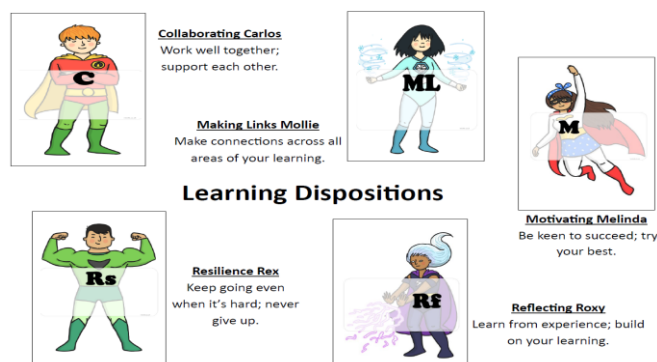 Collaborating Carlos
Work well together;
support each other.
C
ML
Making Links Mollie
Make connections across all
areas of your learning.
M
Learning Dispositions
Motivating Melinda
Be keen to succeed; try
your best.
Rs
Resilience Rex
Keep going even
when it's hard; never
give up.
Rf
Reflecting Roxy
Learn from experience; build
on your learning.